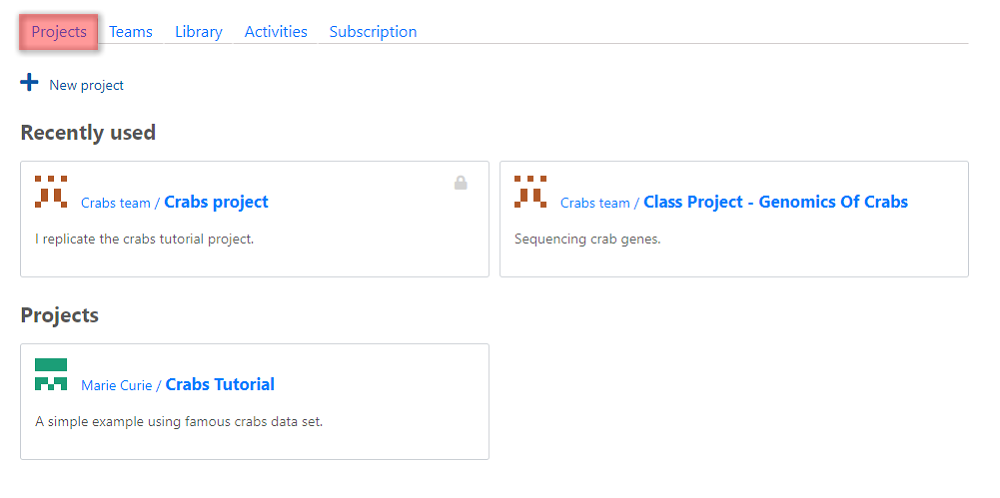 Projects Teams Library Activities Subscription
New project
Recently used
Crabs team / Crabs project
I replicate the crabs tutorial project.
Crabs team / Class Project - Genomics Of Crabs
Sequencing crab genes.
Projects
Marie Curie / Crabs Tutorial
A simple example using famous crabs data set.